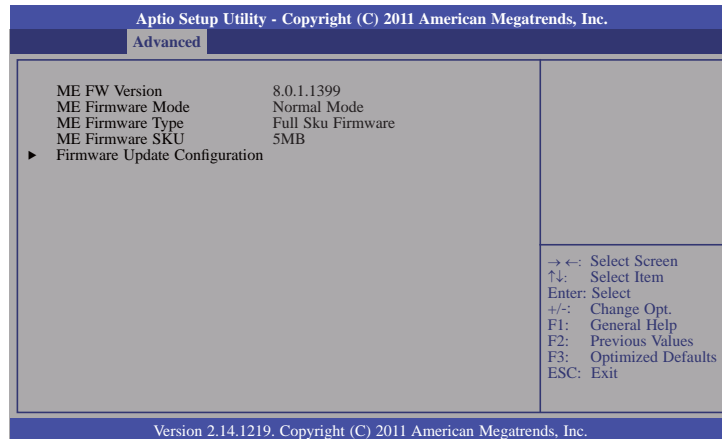 Aptio Setup Utility - Copyright (C) 2011 American Megatrends, Inc.
Advanced
ME FW Version 8.0.1.1399
ME Firmware Mode Normal Mode
ME Firmware Type Full Sku Firmware
ME Firmware SKU 5MB
► Firmware Update Configuration
→ ←: Select Screen
↑↓: Select Item
Enter: Select
+/-: Change Opt.
F1: General Help
F2: Previous Values
F3: Optimized Defaults
ESC: Exit
Version 2.14.1219. Copyright (C) 2011 American Megatrends, Inc.